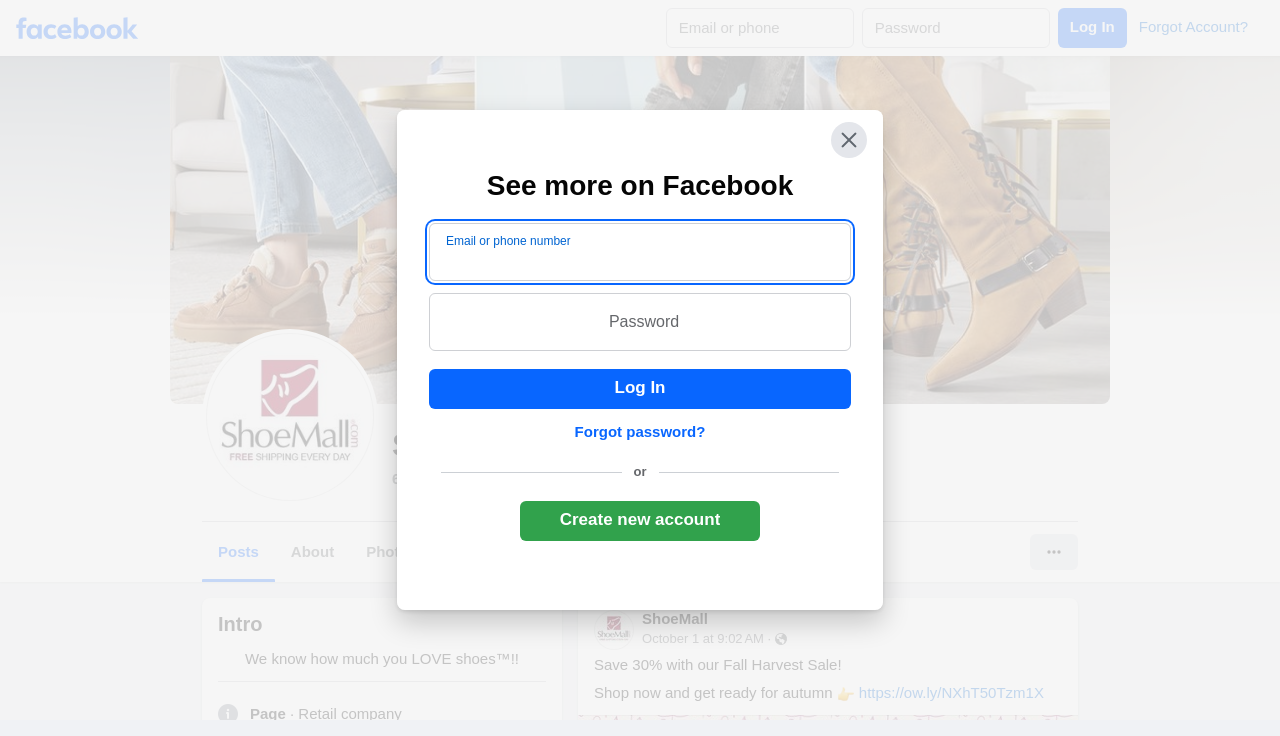 facebook
Email or phone
Password
Log In
Forgot Account?
See more on Facebook
Email or phone number
Password
Log In
Forgot password?
or
Create new account
ShoeMall.com
FREE SHIPPING EVERY DAY
Posts
About
Intro
We know how much you LOVE shoes™!!
Page · Retail company
ShoeMall
ShoeMall
October 1 at 9:02 AM ·
Save 30% with our Fall Harvest Sale!
Shop now and get ready for autumn 👉 https://ow.ly/NXhT50Tzm1X